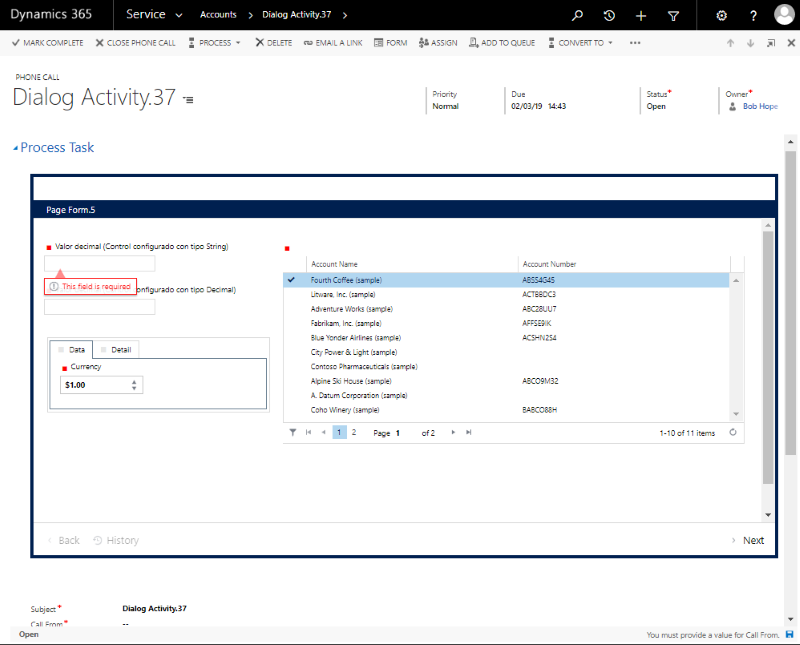 Dynamics 365 Service Accounts Dialog Activity.37
MARK COMPLETE CLOSE PHONE CALL PROCESS DELETE EMAIL A LINK FORM ASSIGN ADD TO QUEUE CONVERT TO
PHONE CALL
Dialog Activity.37
Priority
Normal
Due
02/03/19 14:43
Status*
Open
Owner*
Bob Hope
Process Task
Page Form.5
Valor decimal (Control configurado con tipo String)
This field is required
onfigurado con tipo Decimal)
Data Detail
Currency
$1.00
Account Name Account Number
Fourth Coffee (sample) ABSS4G45
Litware, Inc. (sample) ACTBBDC3
Adventure Works (sample) ABC28UU7
Fabrikam, Inc. (sample) AFFSE9IK
Blue Yonder Airlines (sample) ACSHN2S4
City Power & Light (sample)
Contoso Pharmaceuticals (sample)
Alpine Ski House (sample) ABCO9M32
A. Datum Corporation (sample)
Coho Winery (sample) BABCO88H
1 2 Page 1 of 2 1-10 of 11 items
Back History Next
Subject* Dialog Activity.37
Call From* --
Open You must provide a value for Call From.